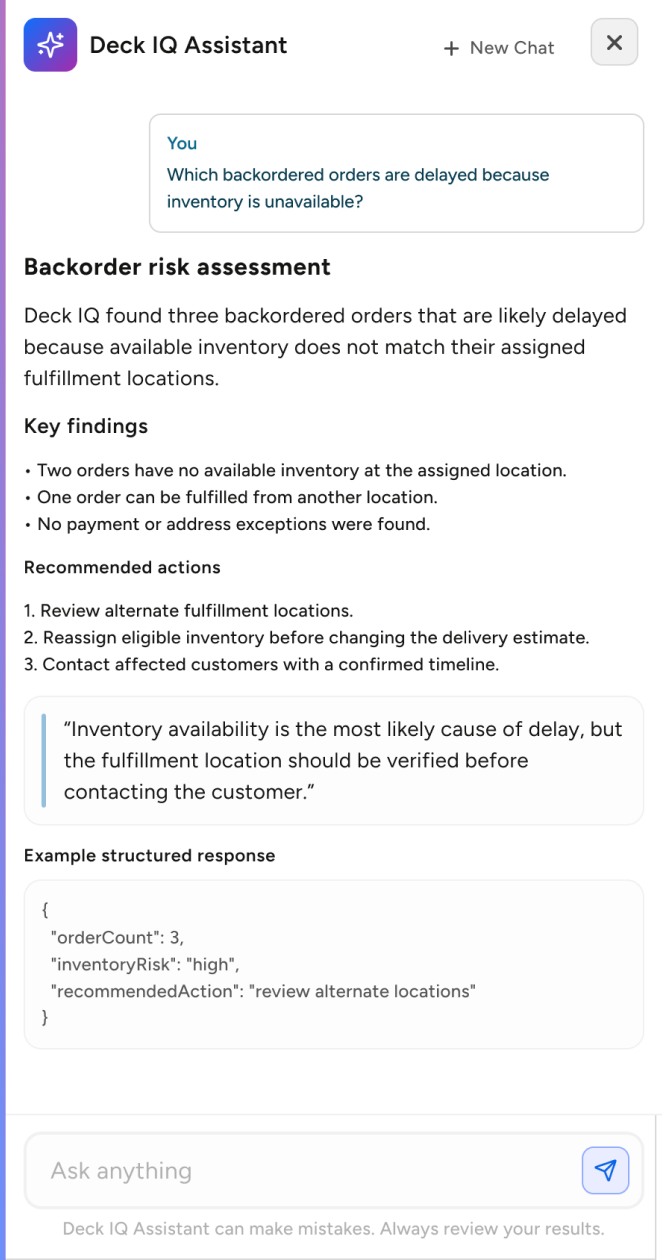 Deck IQ Assistant
+ New Chat
You
Which backordered orders are delayed because
inventory is unavailable?
Backorder risk assessment
Deck IQ found three backordered orders that are likely delayed
because available inventory does not match their assigned
fulfillment locations.
Key findings
• Two orders have no available inventory at the assigned location.
• One order can be fulfilled from another location.
• No payment or address exceptions were found.
Recommended actions
1. Review alternate fulfillment locations.
2. Reassign eligible inventory before changing the delivery estimate.
3. Contact affected customers with a confirmed timeline.
“Inventory availability is the most likely cause of delay, but
the fulfillment location should be verified before
contacting the customer.”
Example structured response
{
"orderCount": 3,
"inventoryRisk": "high",
"recommendedAction": "review alternate locations"
}
Ask anything
Deck IQ Assistant can make mistakes. Always review your results.